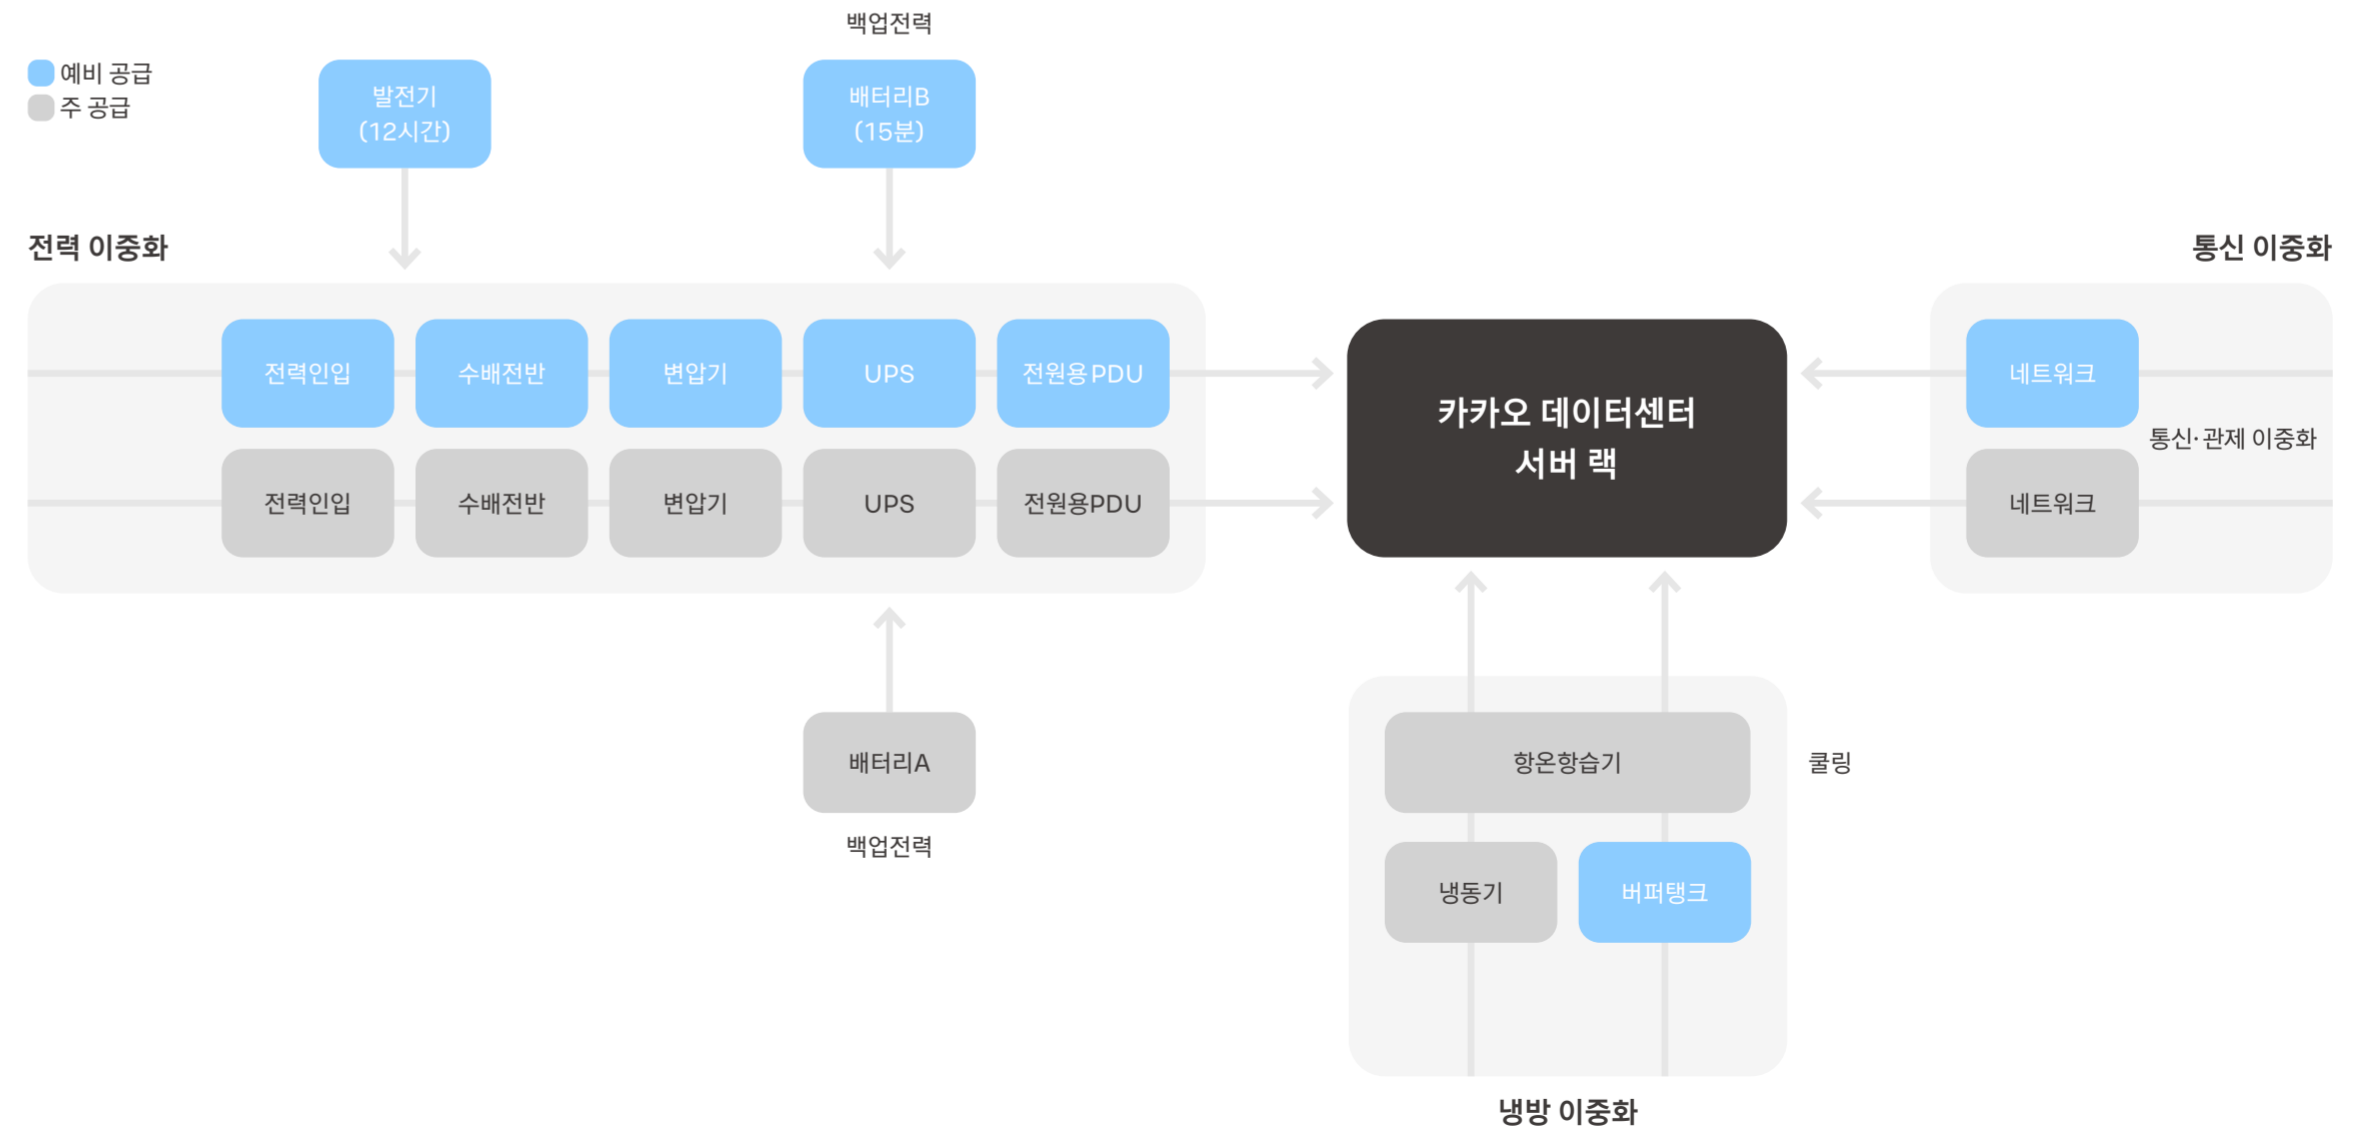 백업전력
예비 공급
주 공급
발전기
(12시간)
배터리B
(15분)
전력 이중화
통신 이중화
전력인입
수배전반
변압기
UPS
전원용 PDU
네트워크
카카오 데이터센터
서버 랙
통신·관제 이중화
전력인입
수배전반
변압기
UPS
전원용PDU
네트워크
배터리A
백업전력
항온항습기
쿨링
냉동기
버퍼탱크
냉방 이중화